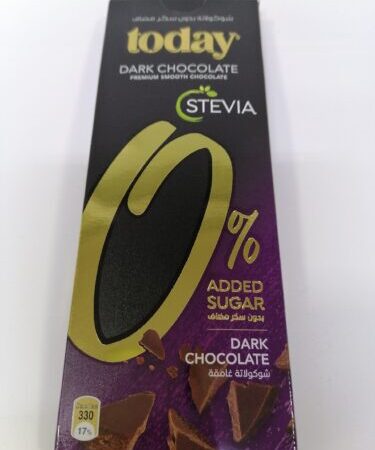 شوكولاتة بدون سكر مضاف
today
DARK CHOCOLATE
PREMIUM SMOOTH CHOCOLATE
STEVIA
0%
ADDED
SUGAR
بدون سكر مضاف
DARK
CHOCOLATE
شوكولاتة غامقة
330
17%